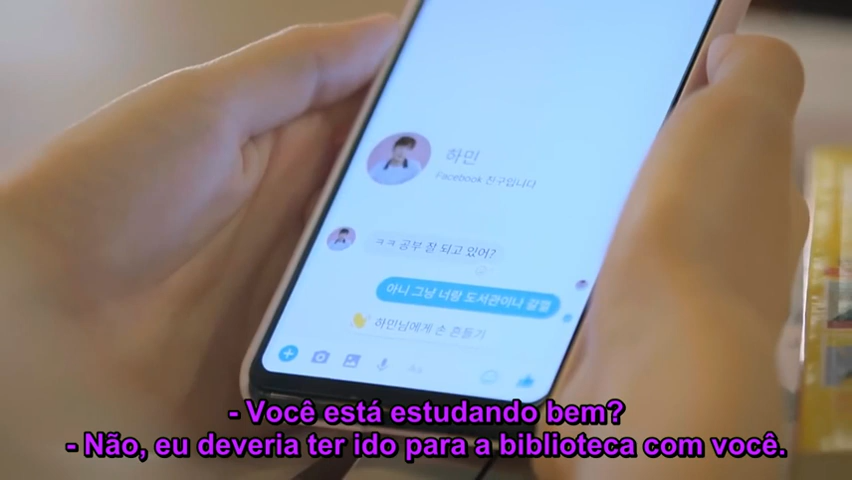 하민
Facebook 친구입니다
ㅋㅋ 공부 잘 되고 있어?
아니 그냥 너랑 도서관이나 갈걸
👋 하민님에게 손 흔들기
Aa
- Você está estudando bem?
- Não, eu deveria ter ido para a biblioteca com você.